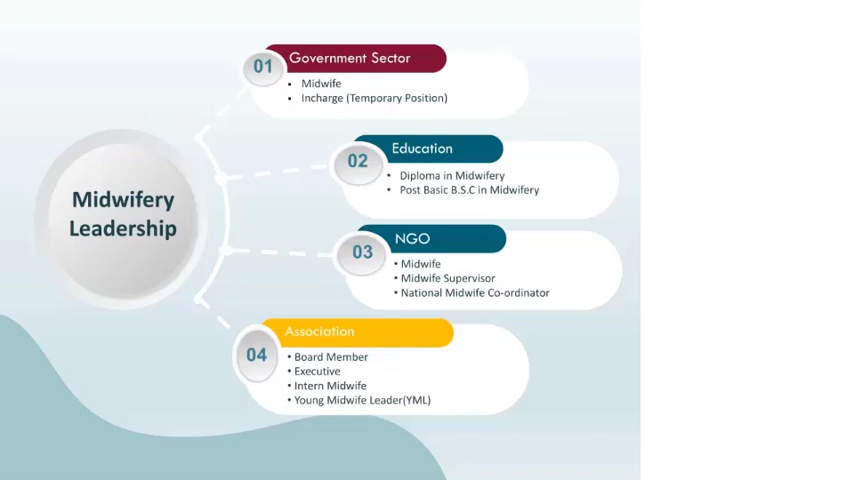 Midwifery
Leadership
01
Government Sector
• Midwife
• Incharge (Temporary Position)
02
Education
• Diploma in Midwifery
• Post Basic B.S.C in Midwifery
03
NGO
• Midwife
• Midwife Supervisor
• National Midwife Co-ordinator
04
Association
• Board Member
• Executive
• Intern Midwife
• Young Midwife Leader(YML)